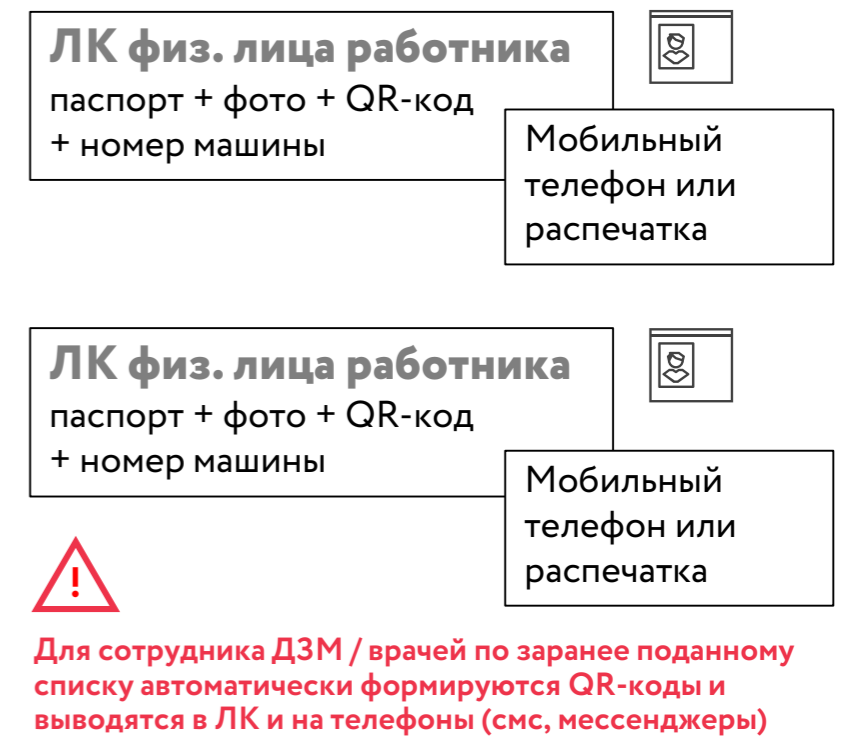 ЛК физ. лица работника
паспорт + фото + QR-код
+ номер машины
Мобильный
телефон или
распечатка
ЛК физ. лица работника
паспорт + фото + QR-код
+ номер машины
Мобильный
телефон или
распечатка
!
Для сотрудника ДЗМ / врачей по заранее поданному
списку автоматически формируются QR-коды и
выводятся в ЛК и на телефоны (смс, мессенджеры)